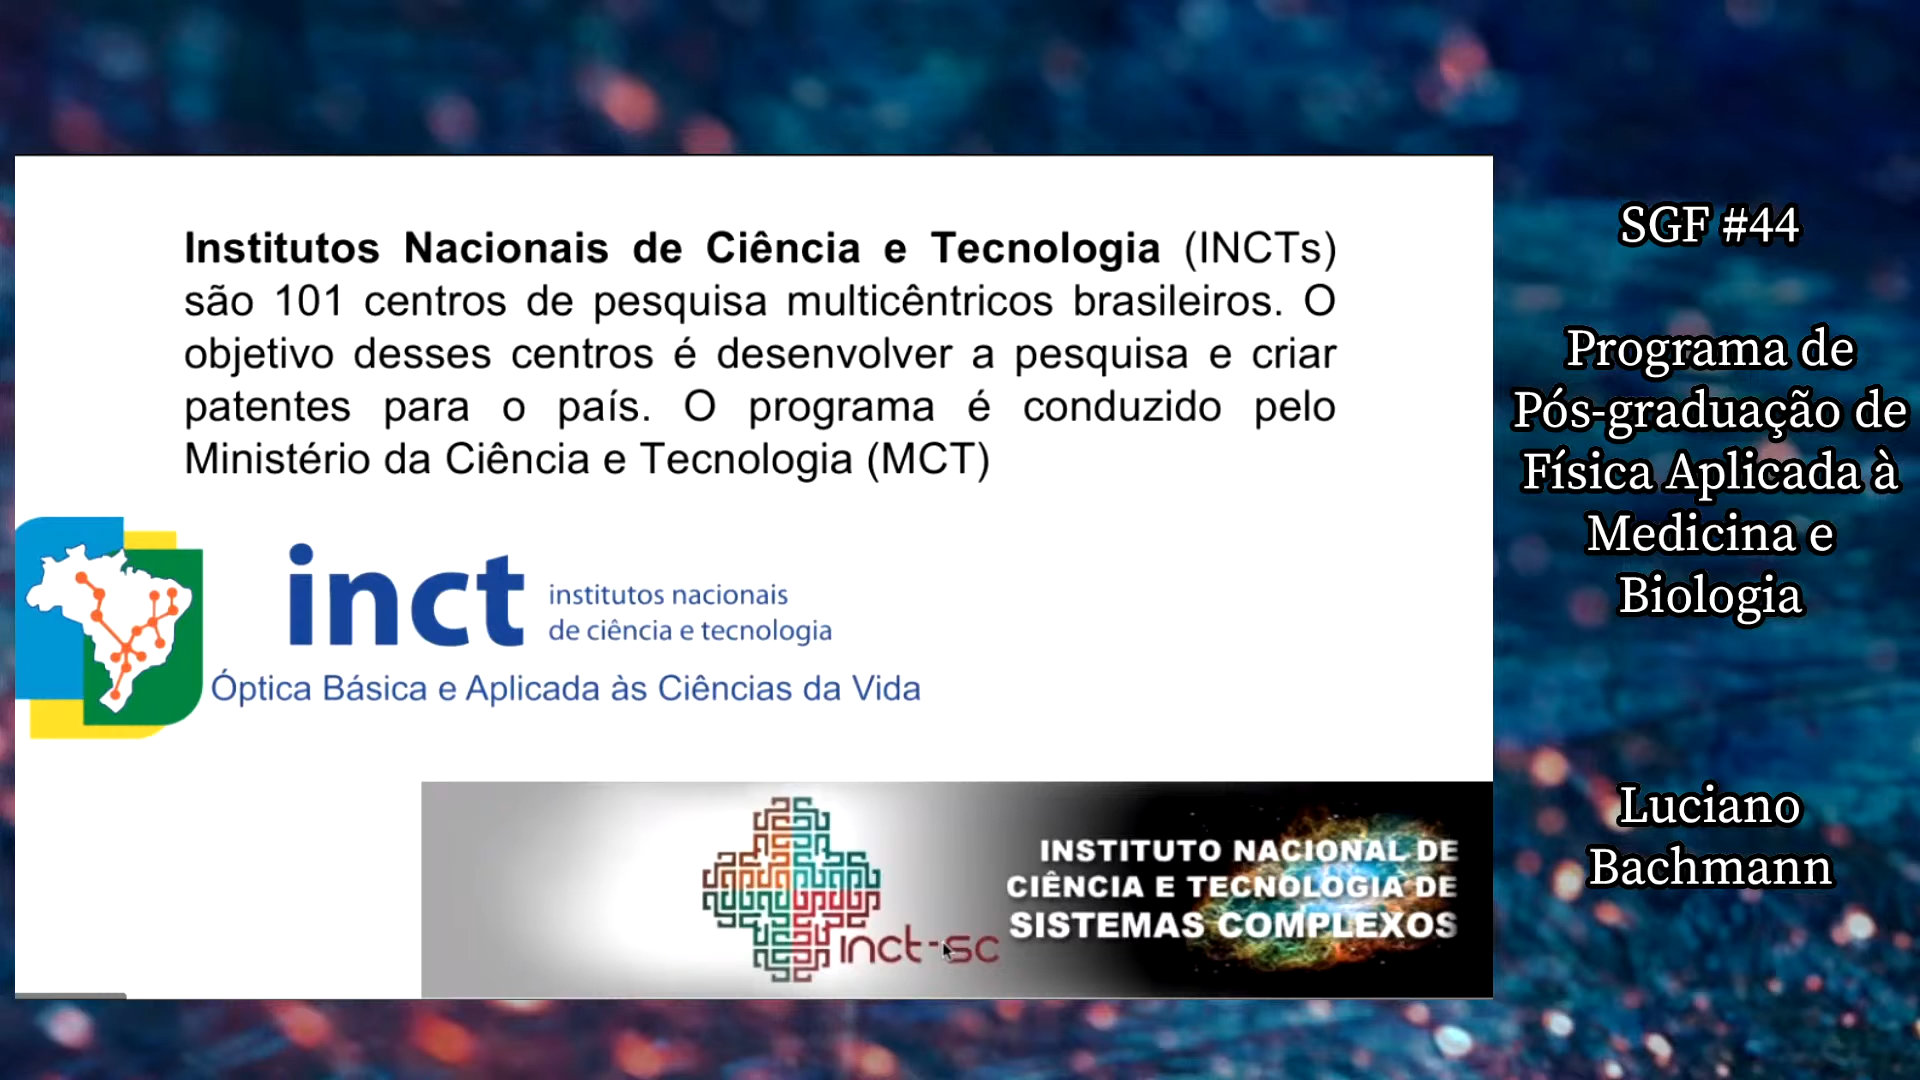 Institutos Nacionais de Ciência e Tecnologia (INCTs)
são 101 centros de pesquisa multicêntricos brasileiros. O
objetivo desses centros é desenvolver a pesquisa e criar
patentes para o país. O programa é conduzido pelo
Ministério da Ciência e Tecnologia (MCT)
inct
institutos nacionais
de ciência e tecnologia
Óptica Básica e Aplicada às Ciências da Vida
inct-sc
INSTITUTO NACIONAL DE
CIÊNCIA E TECNOLOGIA DE
SISTEMAS COMPLEXOS
SGF #44
Programa de
Pós-graduação de
Física Aplicada à
Medicina e
Biologia
Luciano
Bachmann